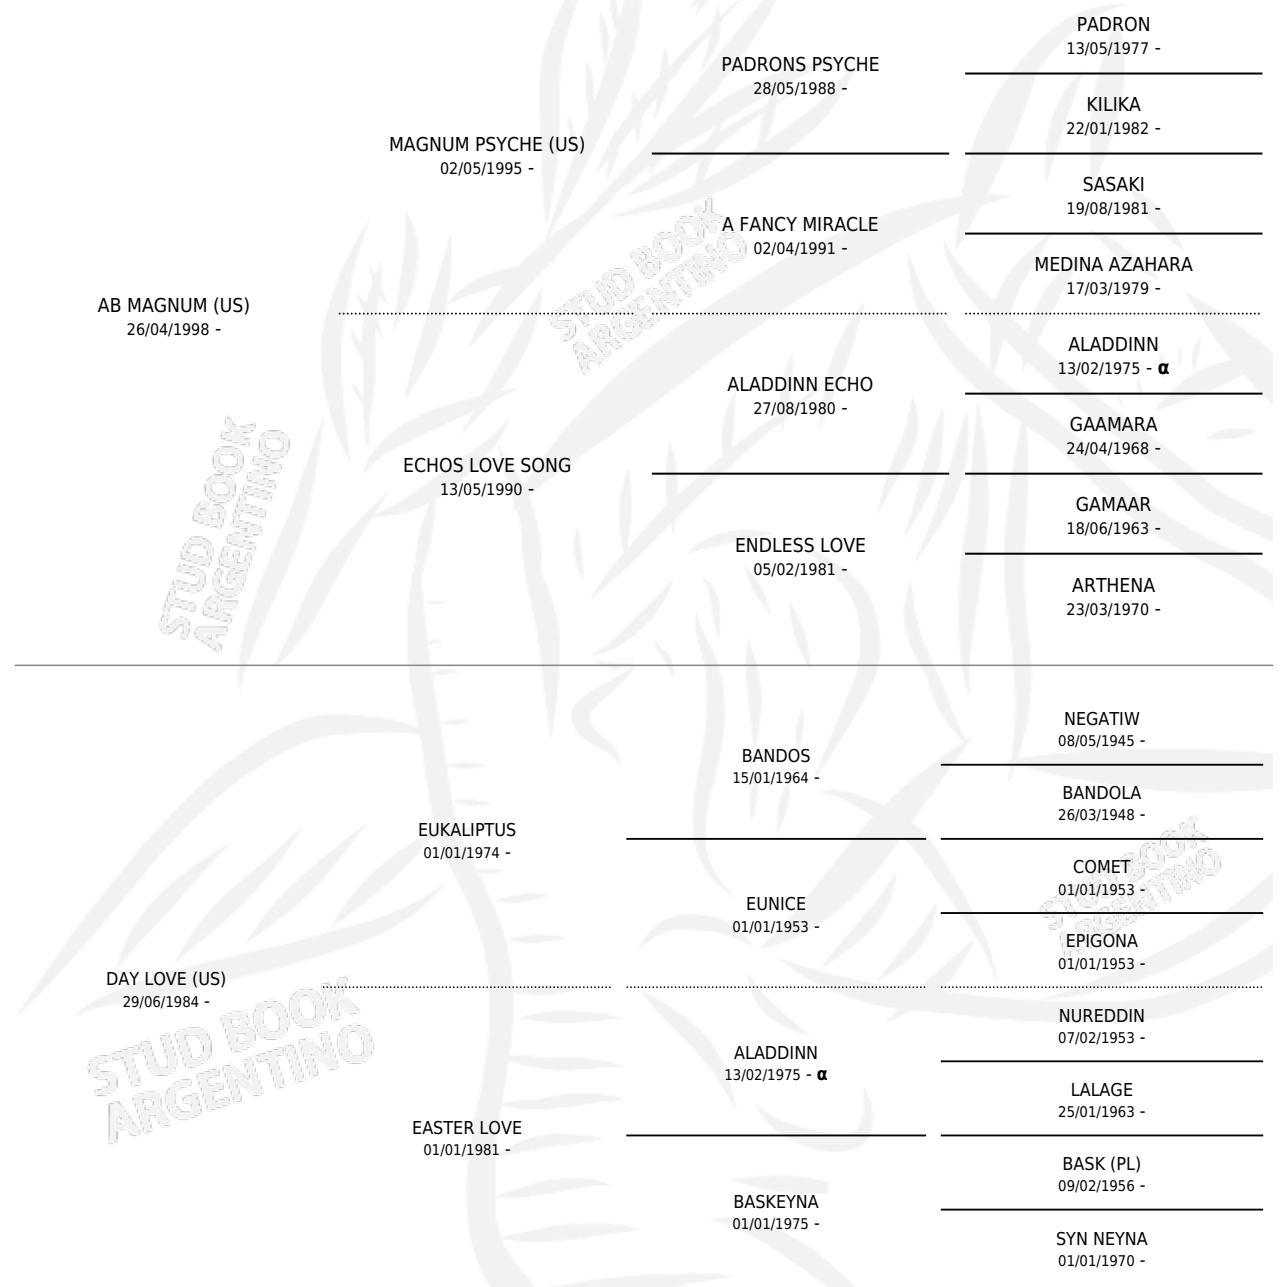 PADRON
13/05/1977 -
PADRONS PSYCHE
28/05/1988 -
KILIKA
22/01/1982 -
MAGNUM PSYCHE (US)
02/05/1995 -
SASAKI
19/08/1981 -
A FANCY MIRACLE
02/04/1991 -
MEDINA AZAHARA
17/03/1979 -
AB MAGNUM (US)
26/04/1998 -
ALADDINN
13/02/1975 - α
ALADDINN ECHO
27/08/1980 -
GAAMARA
24/04/1968 -
ECHOS LOVE SONG
13/05/1990 -
GAMAAR
18/06/1963 -
ENDLESS LOVE
05/02/1981 -
ARTHENA
23/03/1970 -
NEGATIW
08/05/1945 -
BANDOS
15/01/1964 -
BANDOLA
26/03/1948 -
EUKALIPTUS
01/01/1974 -
COMET
01/01/1953 -
EUNICE
01/01/1953 -
EPIGONA
01/01/1953 -
DAY LOVE (US)
29/06/1984 -
NUREDDIN
07/02/1953 -
ALADDINN
13/02/1975 - α
LALAGE
25/01/1963 -
EASTER LOVE
01/01/1981 -
BASK (PL)
09/02/1956 -
BASKEYNA
01/01/1975 -
SYN NEYNA
01/01/1970 -
STUD BOOK
ARGENTINO
STUD BOOK
ARGENTINO
STUD BOOK
ARGENTINO
STUD BOOK
ARGENTINO